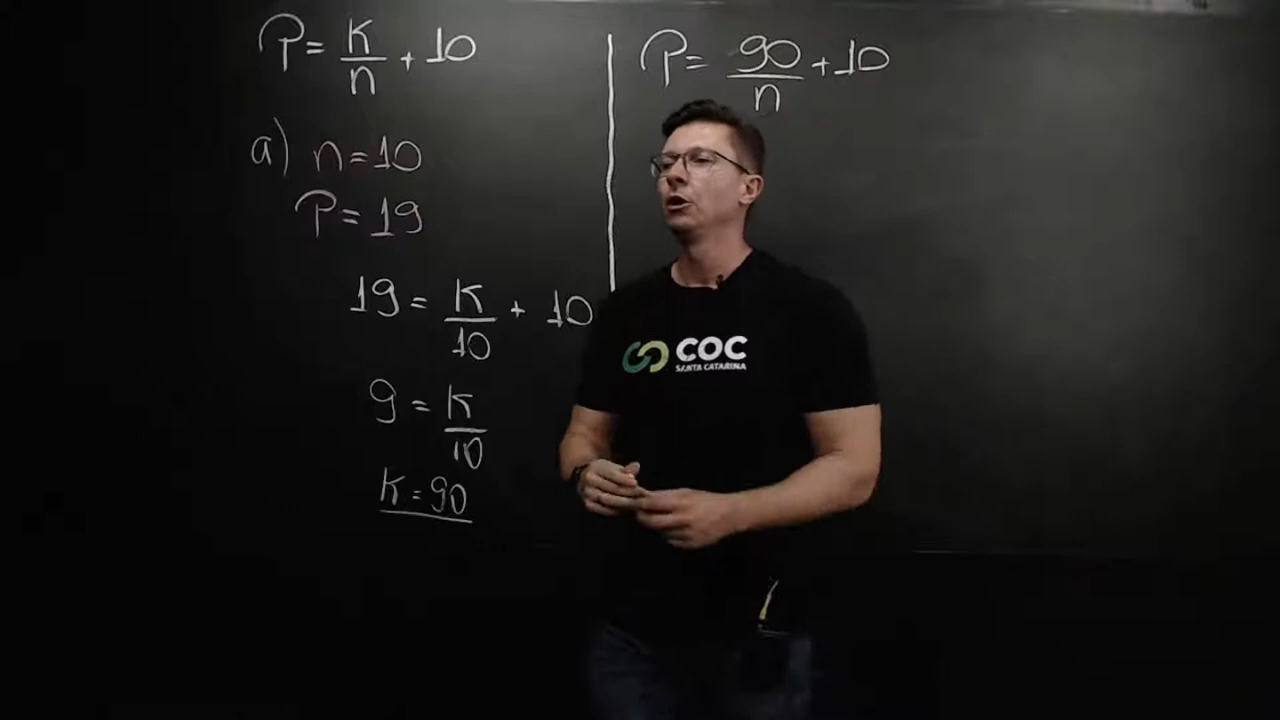 P = K/n + 10
a) n = 10
P = 19
19 = K/10 + 10
9 = K/10
K = 90
P = 90/n + 10
COC
SANTA CATARINA